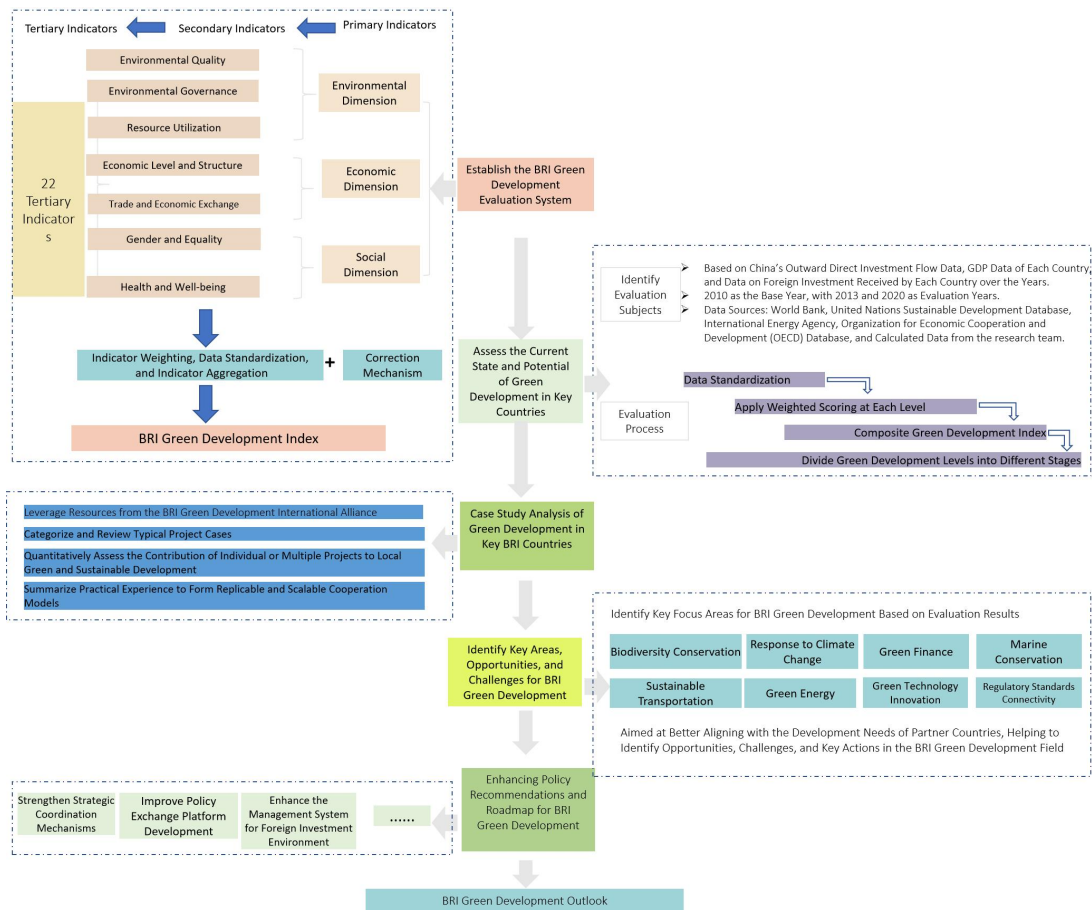 Tertiary Indicators
Secondary Indicators
Primary Indicators
Environmental Quality
Environmental Governance
Resource Utilization
Economic Level and Structure
Trade and Economic Exchange
Gender and Equality
Health and Well-being
22
Tertiary
Indicator
s
Environmental
Dimension
Economic
Dimension
Social
Dimension
Indicator Weighting, Data Standardization,
and Indicator Aggregation
+
Correction
Mechanism
BRI Green Development Index
Establish the BRI Green
Development
Evaluation System
Assess the Current
State and Potential
of Green
Development in Key
Countries
Identify
Evaluation
Subjects
➢ Based on China's Outward Direct Investment Flow Data, GDP Data of Each Country,
and Data on Foreign Investment Received by Each Country over the Years.
➢ 2010 as the Base Year, with 2013 and 2020 as Evaluation Years.
➢ Data Sources: World Bank, United Nations Sustainable Development Database,
International Energy Agency, Organization for Economic Cooperation and
Development (OECD) Database, and Calculated Data from the research team.
Evaluation
Process
Data Standardization
Apply Weighted Scoring at Each Level
Composite Green Development Index
Divide Green Development Levels into Different Stages
Case Study Analysis of
Green Development in
Key BRI Countries
Leverage Resources from the BRI Green Development International Alliance
Categorize and Review Typical Project Cases
Quantitatively Assess the Contribution of Individual or Multiple Projects to Local
Green and Sustainable Development
Summarize Practical Experience to Form Replicable and Scalable Cooperation
Models
Identify Key Areas,
Opportunities, and
Challenges for BRI
Green Development
Identify Key Focus Areas for BRI Green Development Based on Evaluation Results
Biodiversity Conservation
Response to Climate
Change
Green Finance
Marine
Conservation
Sustainable
Transportation
Green Energy
Green Technology
Innovation
Regulatory Standards
Connectivity
Aimed at Better Aligning with the Development Needs of Partner Countries, Helping to
Identify Opportunities, Challenges, and Key Actions in the BRI Green Development Field
Enhancing Policy
Recommendations and
Roadmap for BRI
Green Development
Strengthen Strategic
Coordination
Mechanisms
Improve Policy
Exchange Platform
Development
Enhance the
Management System
for Foreign Investment
Environment
......
BRI Green Development Outlook